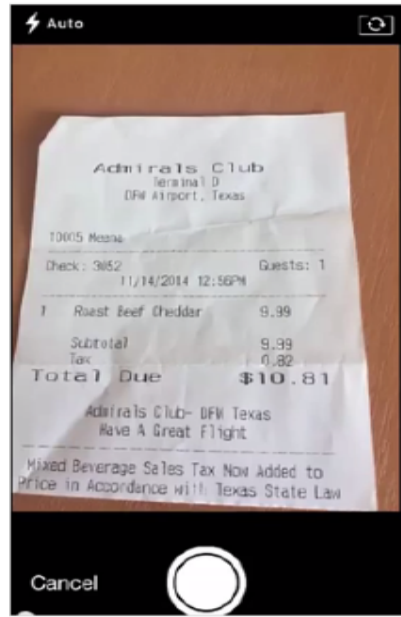 Auto
Admirals Club
Terminal D
DFW Airport, Texas
10005 Meena
Check: 3052 Guests: 1
11/14/2014 12:56PM
1 Roast Beef Cheddar 9.99
Subtotal 9.99
Tax 0.82
Total Due $10.81
Admirals Club- DFW Texas
Have A Great Flight
Mixed Beverage Sales Tax Now Added to
Price in Accordance with Texas State Law
Cancel